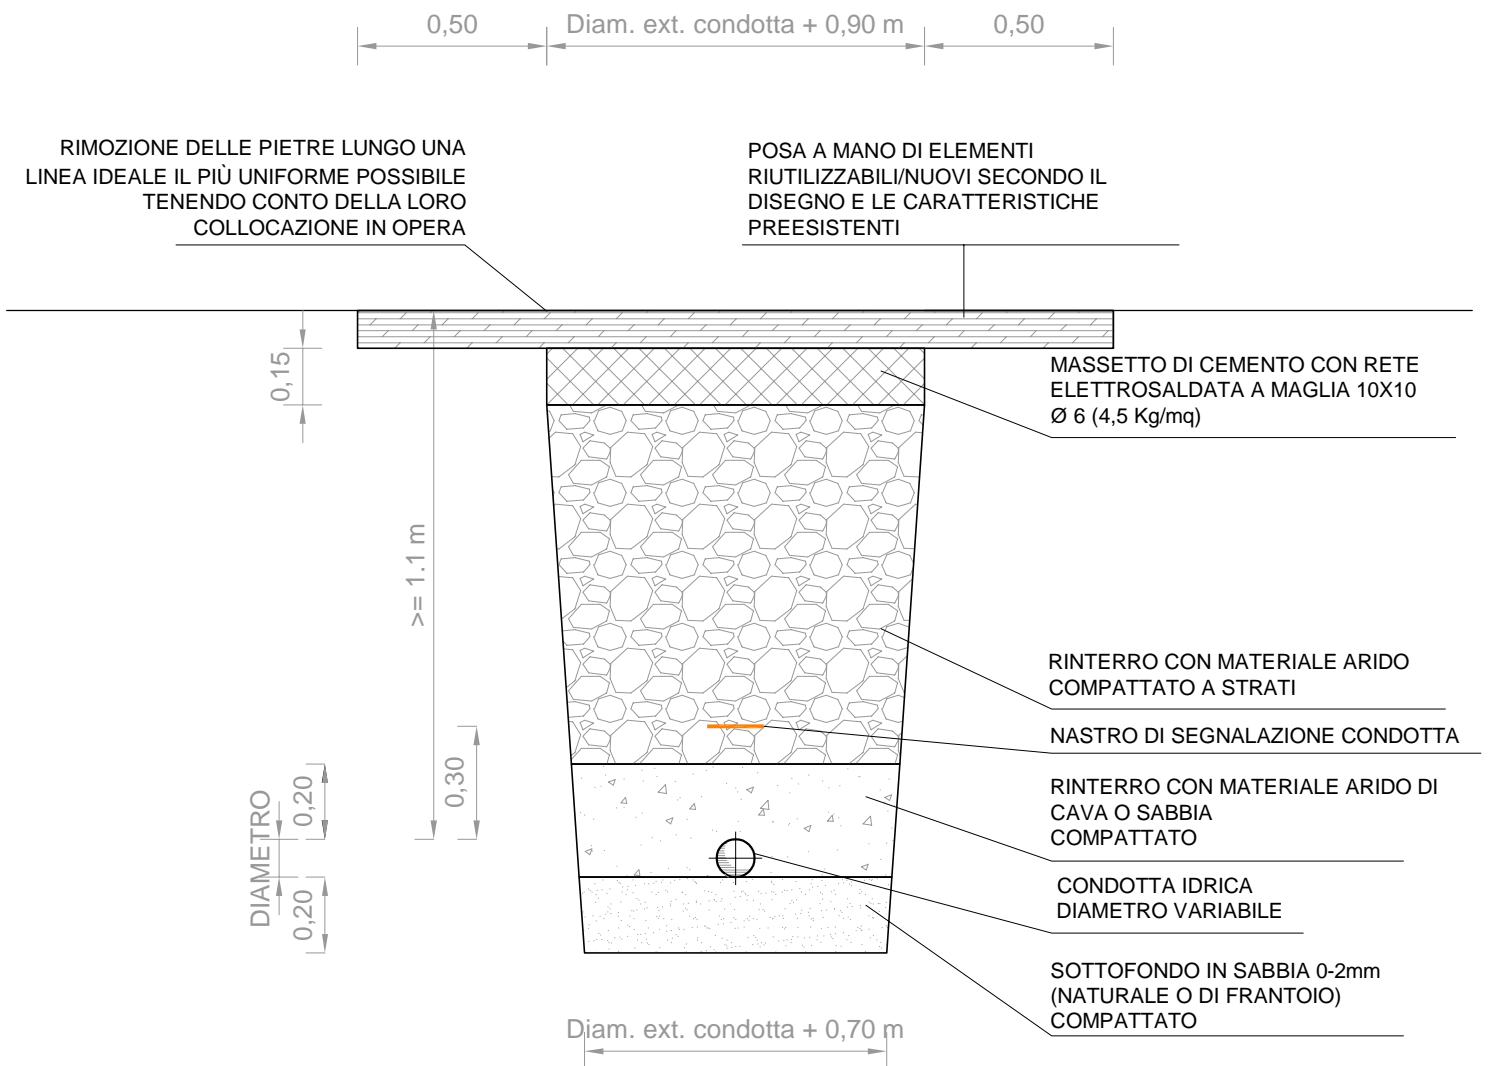 0,50
Diam. ext. condotta + 0,90 m
0,50
RIMOZIONE DELLE PIETRE LUNGO UNA
LINEA IDEALE IL PIÙ UNIFORME POSSIBILE
TENENDO CONTO DELLA LORO
COLLOCAZIONE IN OPERA
POSA A MANO DI ELEMENTI
RIUTILIZZABILI/NUOVI SECONDO IL
DISEGNO E LE CARATTERISTICHE
PREESISTENTI
0,15
MASSETTO DI CEMENTO CON RETE
ELETTROSALDATA A MAGLIA 10X10
Ø 6 (4,5 Kg/mq)
>= 1.1 m
RINTERRO CON MATERIALE ARIDO
COMPATTATO A STRATI
NASTRO DI SEGNALAZIONE CONDOTTA
0,30
0,20
DIAMETRO
0,20
RINTERRO CON MATERIALE ARIDO DI
CAVA O SABBIA
COMPATTATO
CONDOTTA IDRICA
DIAMETRO VARIABILE
SOTTOFONDO IN SABBIA 0-2mm
(NATURALE O DI FRANTOIO)
COMPATTATO
Diam. ext. condotta + 0,70 m